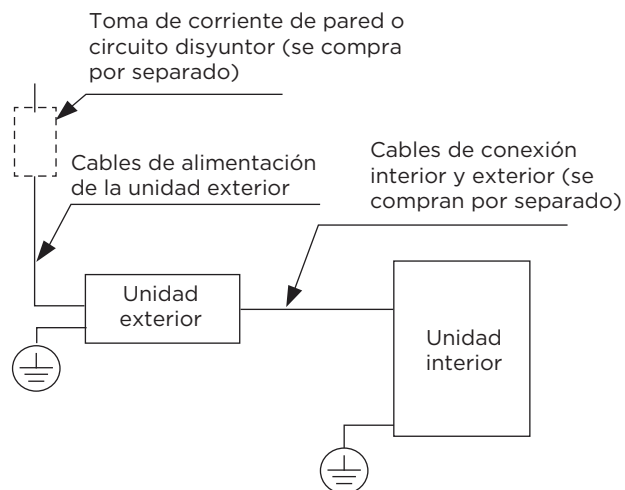 Toma de corriente de pared o
circuito disyuntor (se compra
por separado)
Cables de alimentación
de la unidad exterior
Cables de conexión
interior y exterior (se
compran por separado)
Unidad
exterior
Unidad
interior